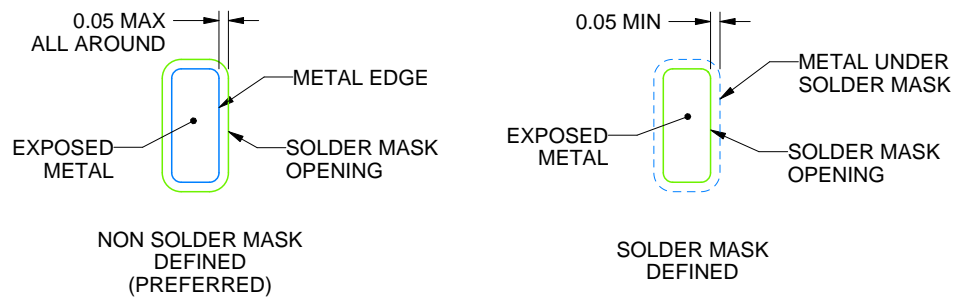 0.05 MAX
ALL AROUND
METAL EDGE
EXPOSED
METAL
SOLDER MASK
OPENING
NON SOLDER MASK
DEFINED
(PREFERRED)
0.05 MIN
METAL UNDER
SOLDER MASK
EXPOSED
METAL
SOLDER MASK
OPENING
SOLDER MASK
DEFINED